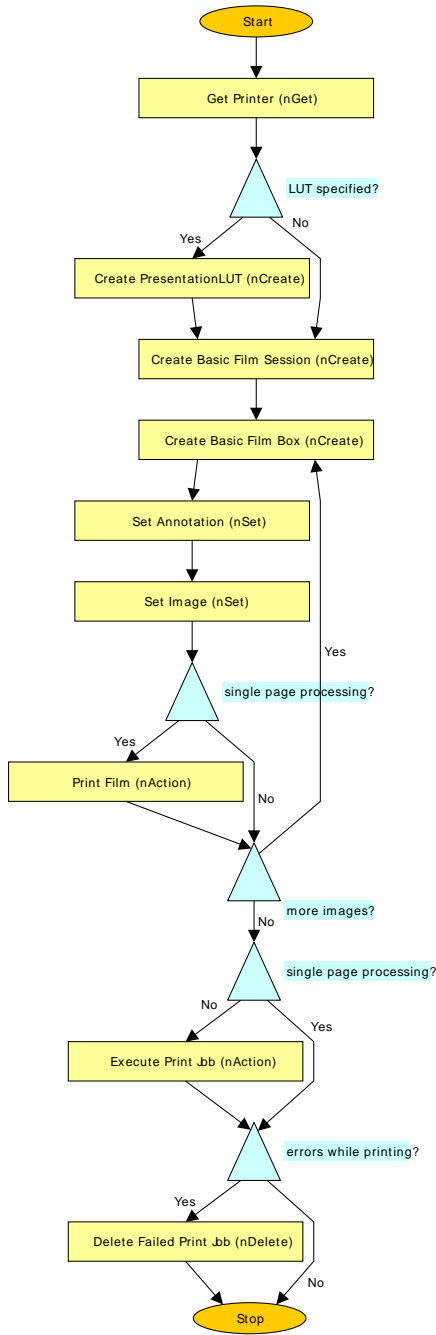 Start
Get Printer (nGet)
LUT specified?
Yes
No
Create PresentationLUT (nCreate)
Create Basic Film Session (nCreate)
Create Basic Film Box (nCreate)
Set Annotation (nSet)
Set Image (nSet)
Yes
single page processing?
Yes
Print Film (nAction)
No
more images?
No
single page processing?
No
Yes
Execute Print Job (nAction)
errors while printing?
Yes
Delete Failed Print Job (nDelete)
No
Stop